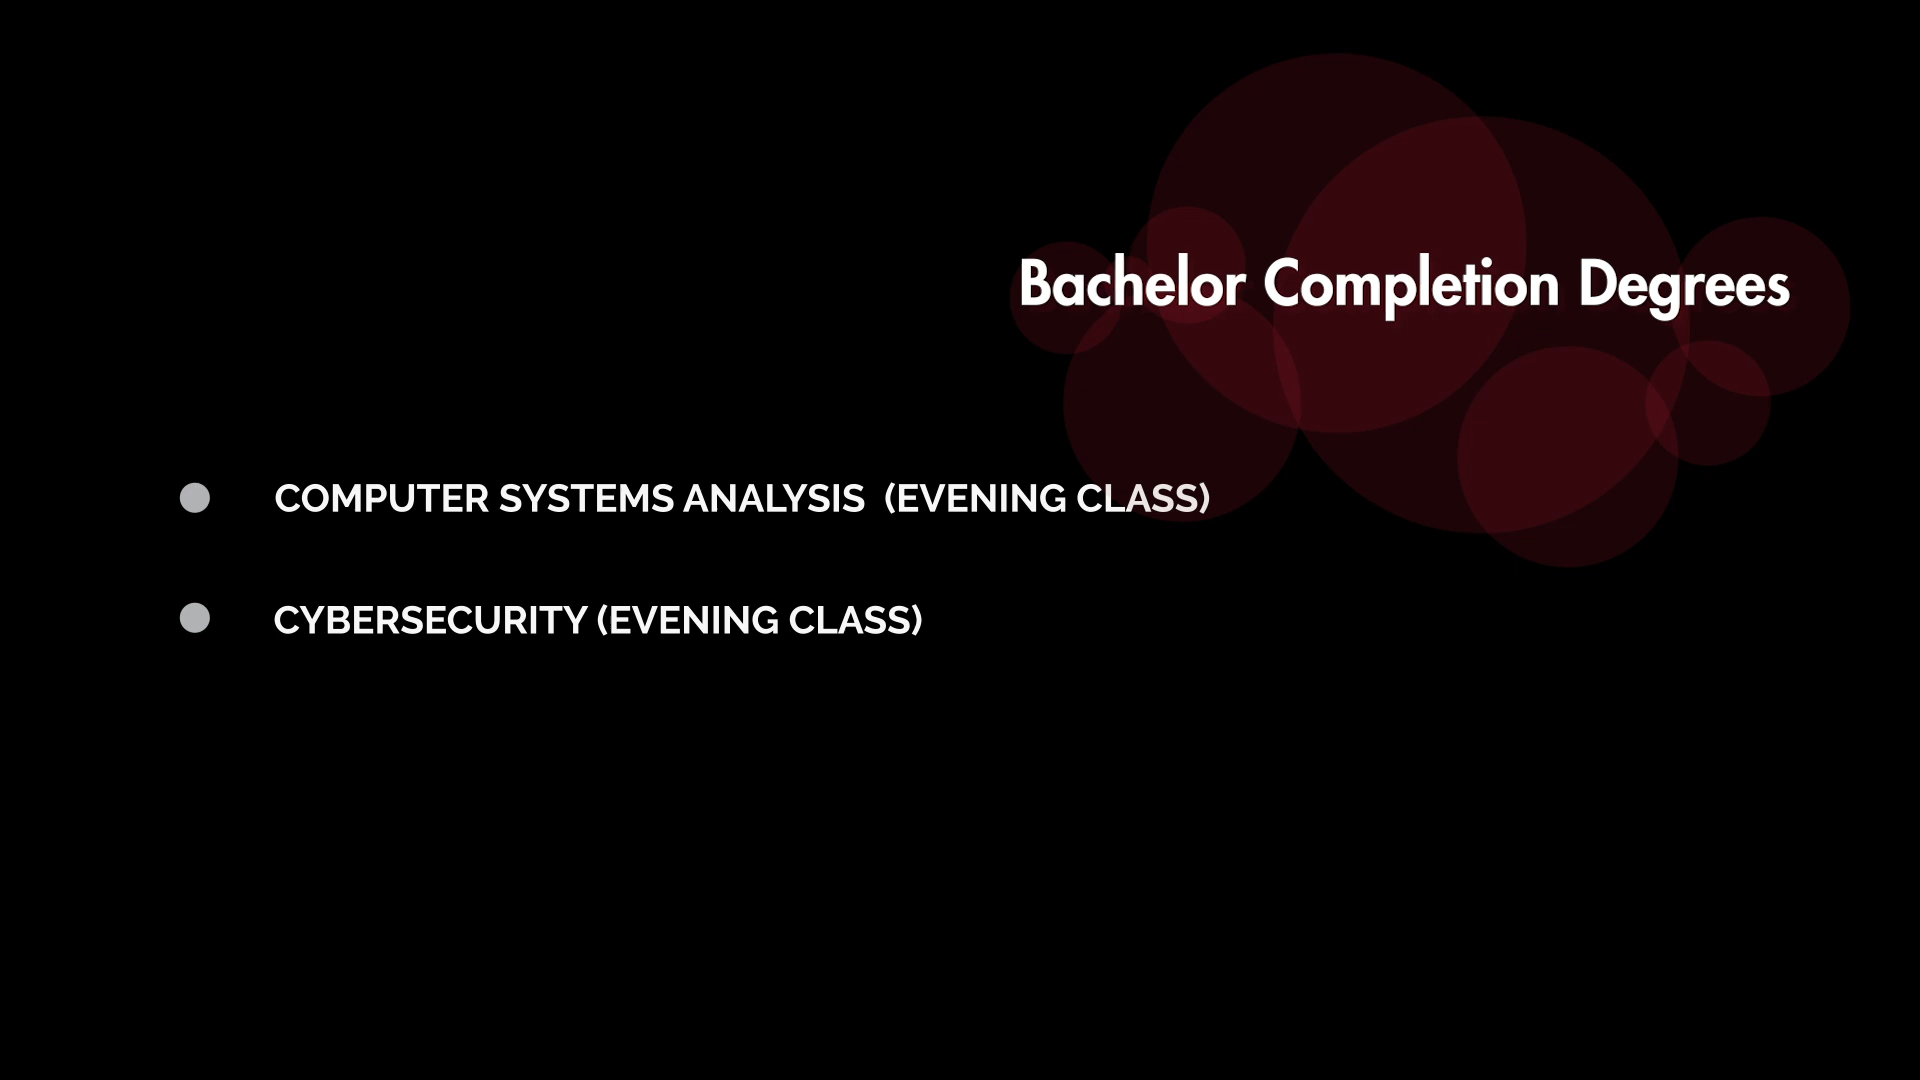 Bachelor Completion Degrees
COMPUTER SYSTEMS ANALYSIS  (EVENING CLASS)
CYBERSECURITY (EVENING CLASS)